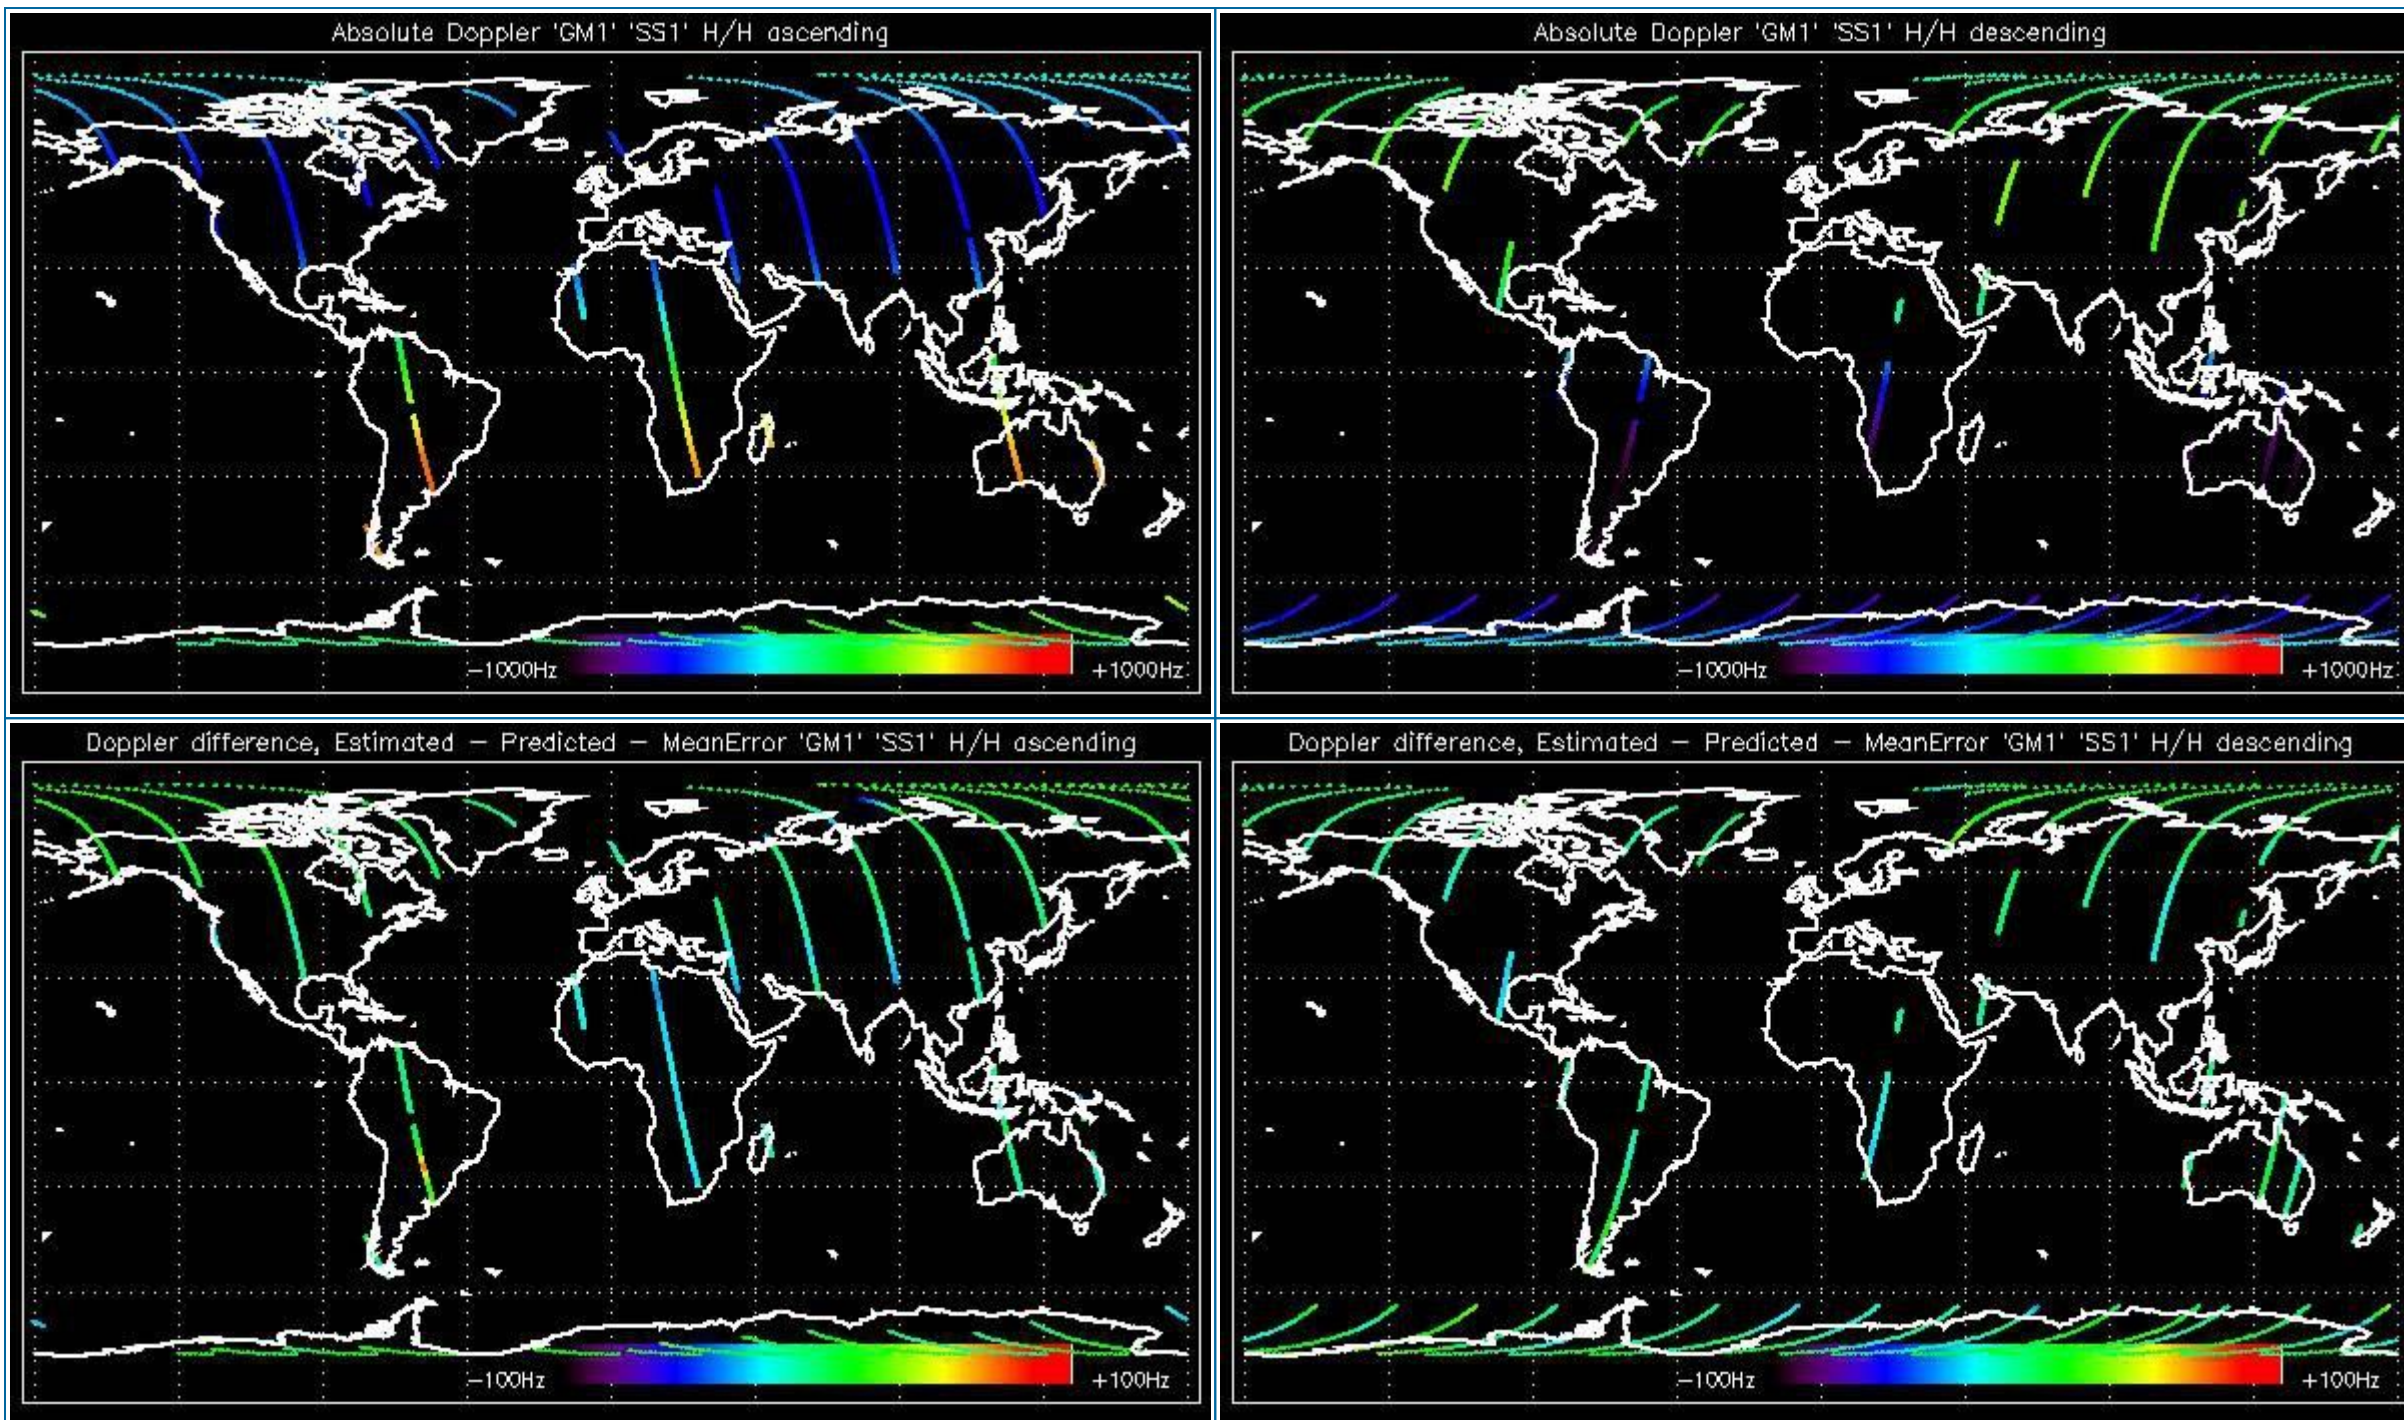 Absolute Doppler 'GM1' 'SS1' H/H ascending
−1000Hz
+1000Hz
Absolute Doppler 'GM1' 'SS1' H/H descending
−1000Hz
+1000Hz
Doppler difference, Estimated − Predicted − MeanError 'GM1' 'SS1' H/H ascending
−100Hz
+100Hz
Doppler difference, Estimated − Predicted − MeanError 'GM1' 'SS1' H/H descending
−100Hz
+100Hz